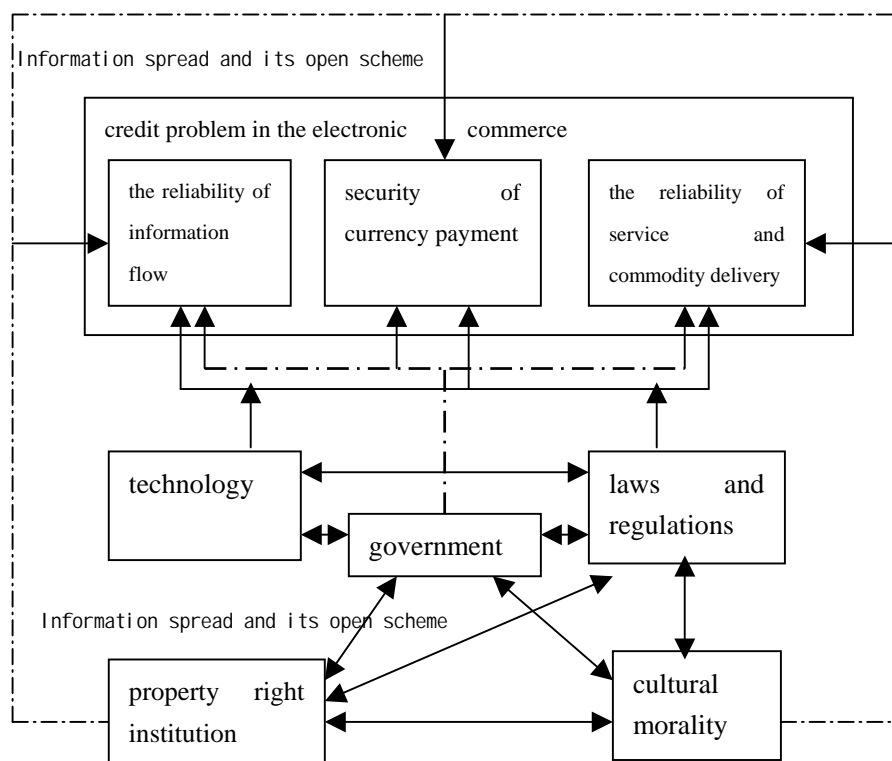 Information spread and its open scheme
credit problem in the electronic commerce
the reliability of
information
flow
security of
currency payment
the reliability of
service and
commodity delivery
technology
laws and
regulations
government
Information spread and its open scheme
property right
institution
cultural
morality